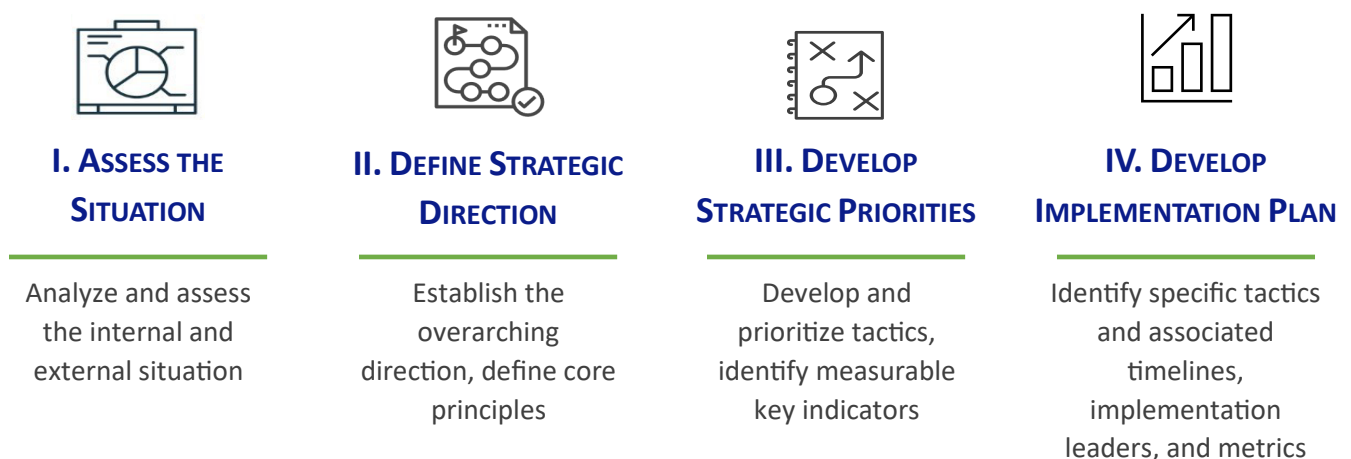 I. ASSESS THE
SITUATION
Analyze and assess
the internal and
external situation
II. DEFINE STRATEGIC
DIRECTION
Establish the
overarching
direction, define core
principles
III. DEVELOP
STRATEGIC PRIORITIES
Develop and
prioritize tactics,
identify measurable
key indicators
IV. DEVELOP
IMPLEMENTATION PLAN
Identify specific tactics
and associated
timelines,
implementation
leaders, and metrics